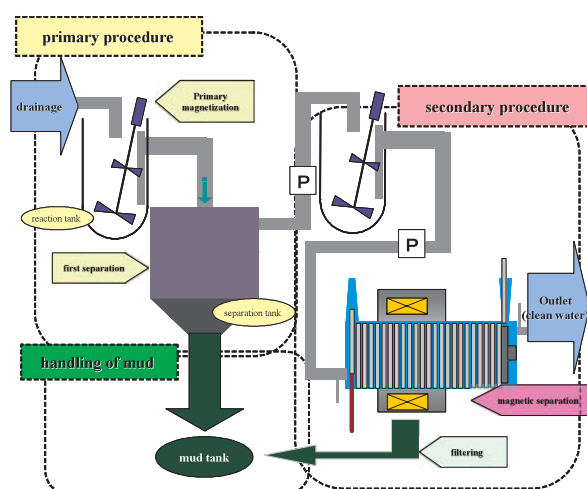 primary procedure
drainage
Primary
magnetization
secondary procedure
P
reaction tank
P
first separation
separation tank
Outlet
(clean water)
handling of mud
magnetic separation
mud tank
filtering